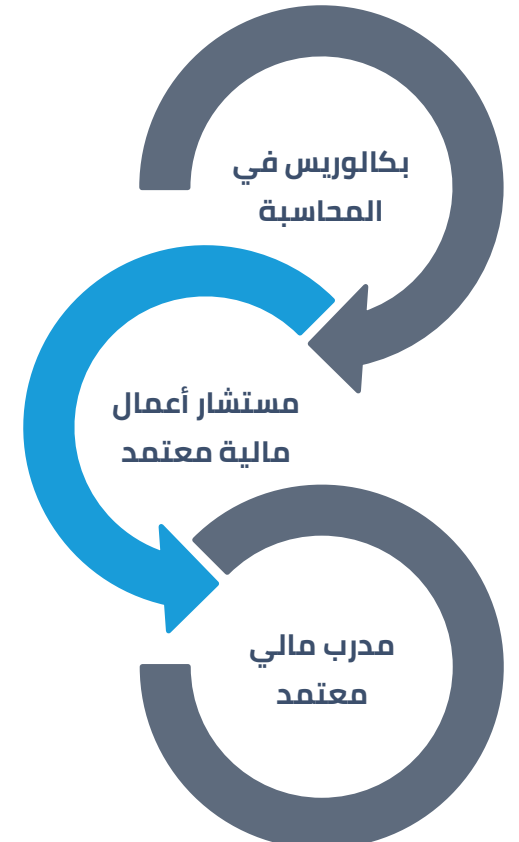 بكالوريس في
المحاسبة
مستشار أعمال
مالية معتمد
مدرب مالي
معتمد